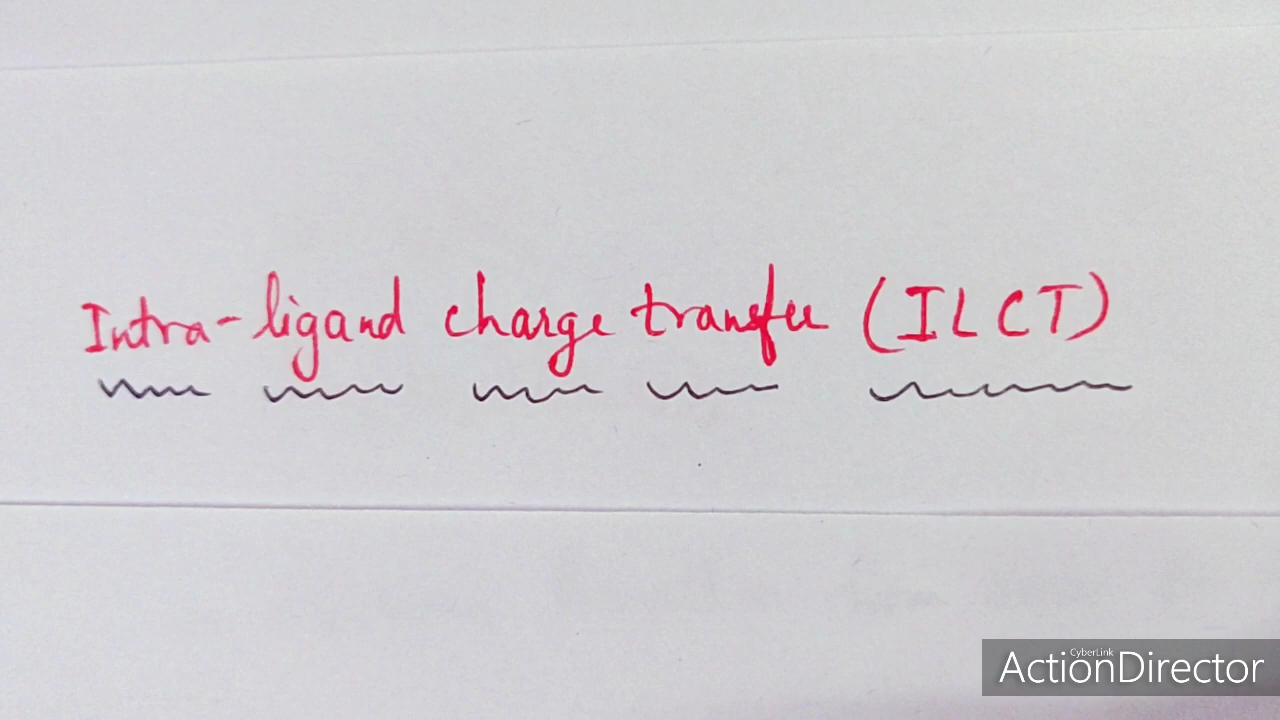 Intra-ligand charge transfer (ILCT)
CyberLink
ActionDirector